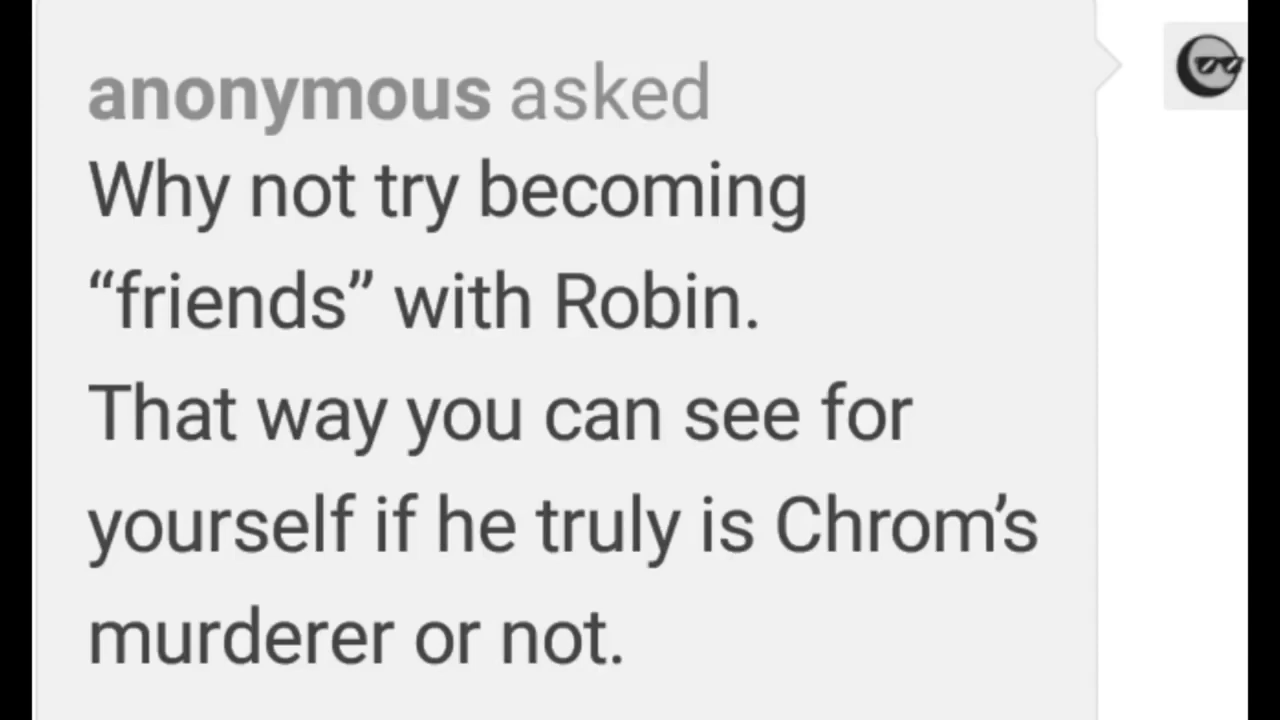 anonymous asked
Why not try becoming
“friends” with Robin.
That way you can see for
yourself if he truly is Chrom’s
murderer or not.